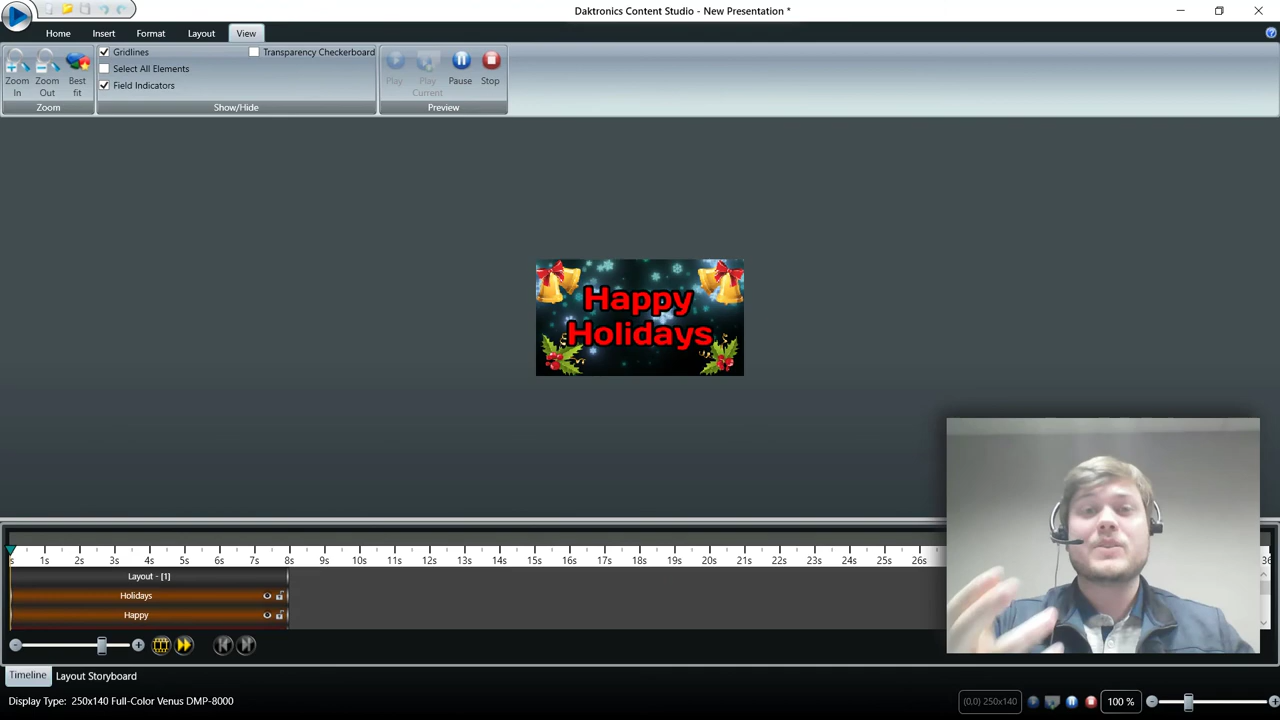 Daktronics Content Studio - New Presentation *
Home Insert Format Layout View
Gridlines
Transparency Checkerboard
Select All Elements
Field Indicators
Zoom In
Zoom Out
Best fit
Play
Play Current
Pause
Stop
Zoom
Show/Hide
Preview
Happy
Holidays
s 1s 2s 3s 4s 5s 6s 7s 8s 9s 10s 11s 12s 13s 14s 15s 16s 17s 18s 19s 20s 21s 22s 23s 24s 25s 26s 36
Layout - [1]
Holidays
Happy
Timeline Layout Storyboard
Display Type: 250x140 Full-Color Venus DMP-8000
(0,0) 250x140
100 %